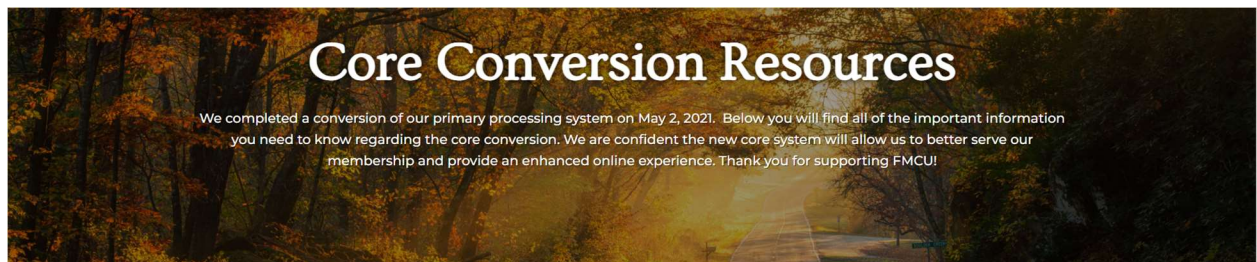 Core Conversion Resources
We completed a conversion of our primary processing system on May 2, 2021.  Below you will find all of the important information
you need to know regarding the core conversion. We are confident the new core system will allow us to better serve our
membership and provide an enhanced online experience. Thank you for supporting FMCU!